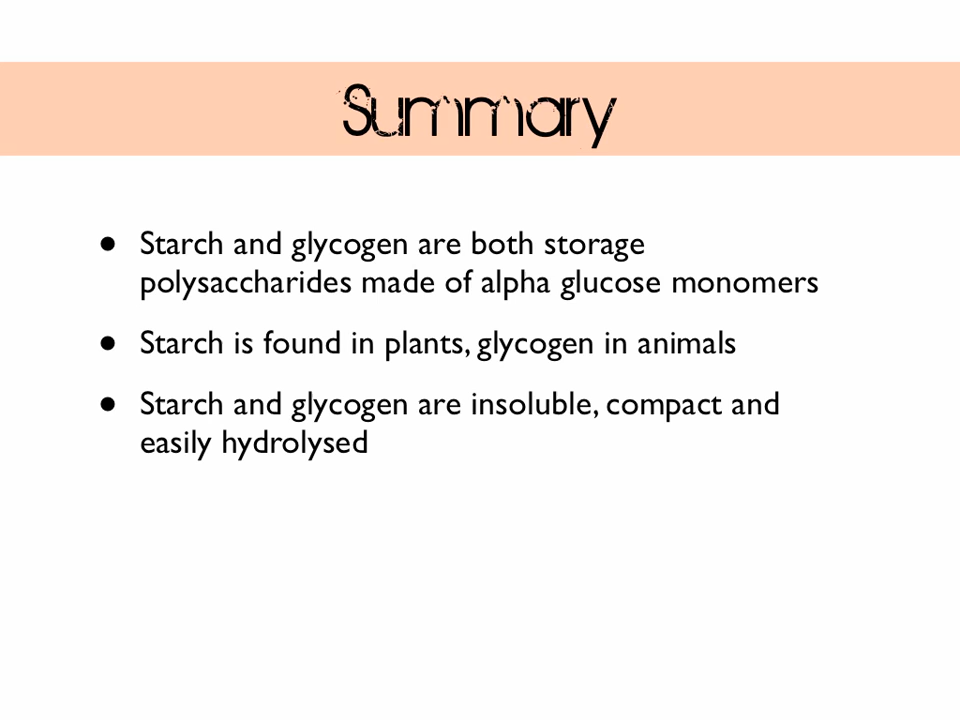 Summary
• Starch and glycogen are both storage
polysaccharides made of alpha glucose monomers
• Starch is found in plants, glycogen in animals
• Starch and glycogen are insoluble, compact and
easily hydrolysed